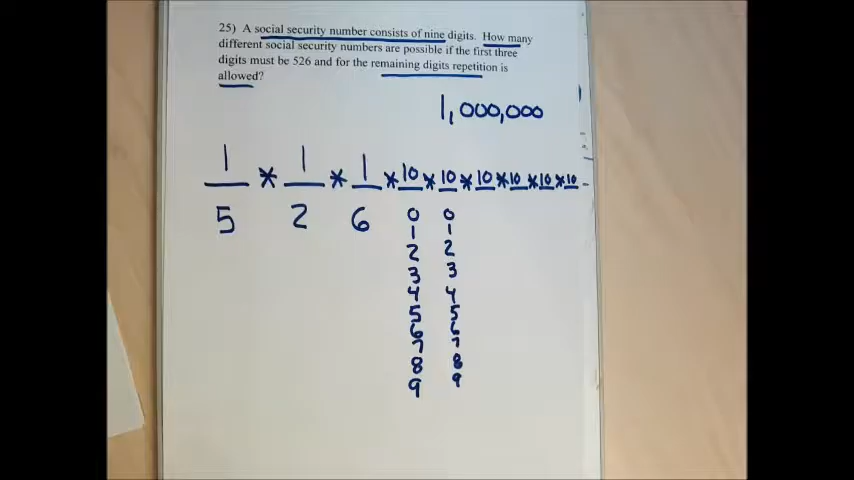 25) A social security number consists of nine digits. How many
different social security numbers are possible if the first three
digits must be 526 and for the remaining digits repetition is
allowed?
1,000,000
1 * 1 * 1 * 10 * 10 * 10 * 10 * 10 * 10
5 2 6 0 0
1 1
2 2
3 3
4 4
5 5
6 6
7 7
8 8
9 9